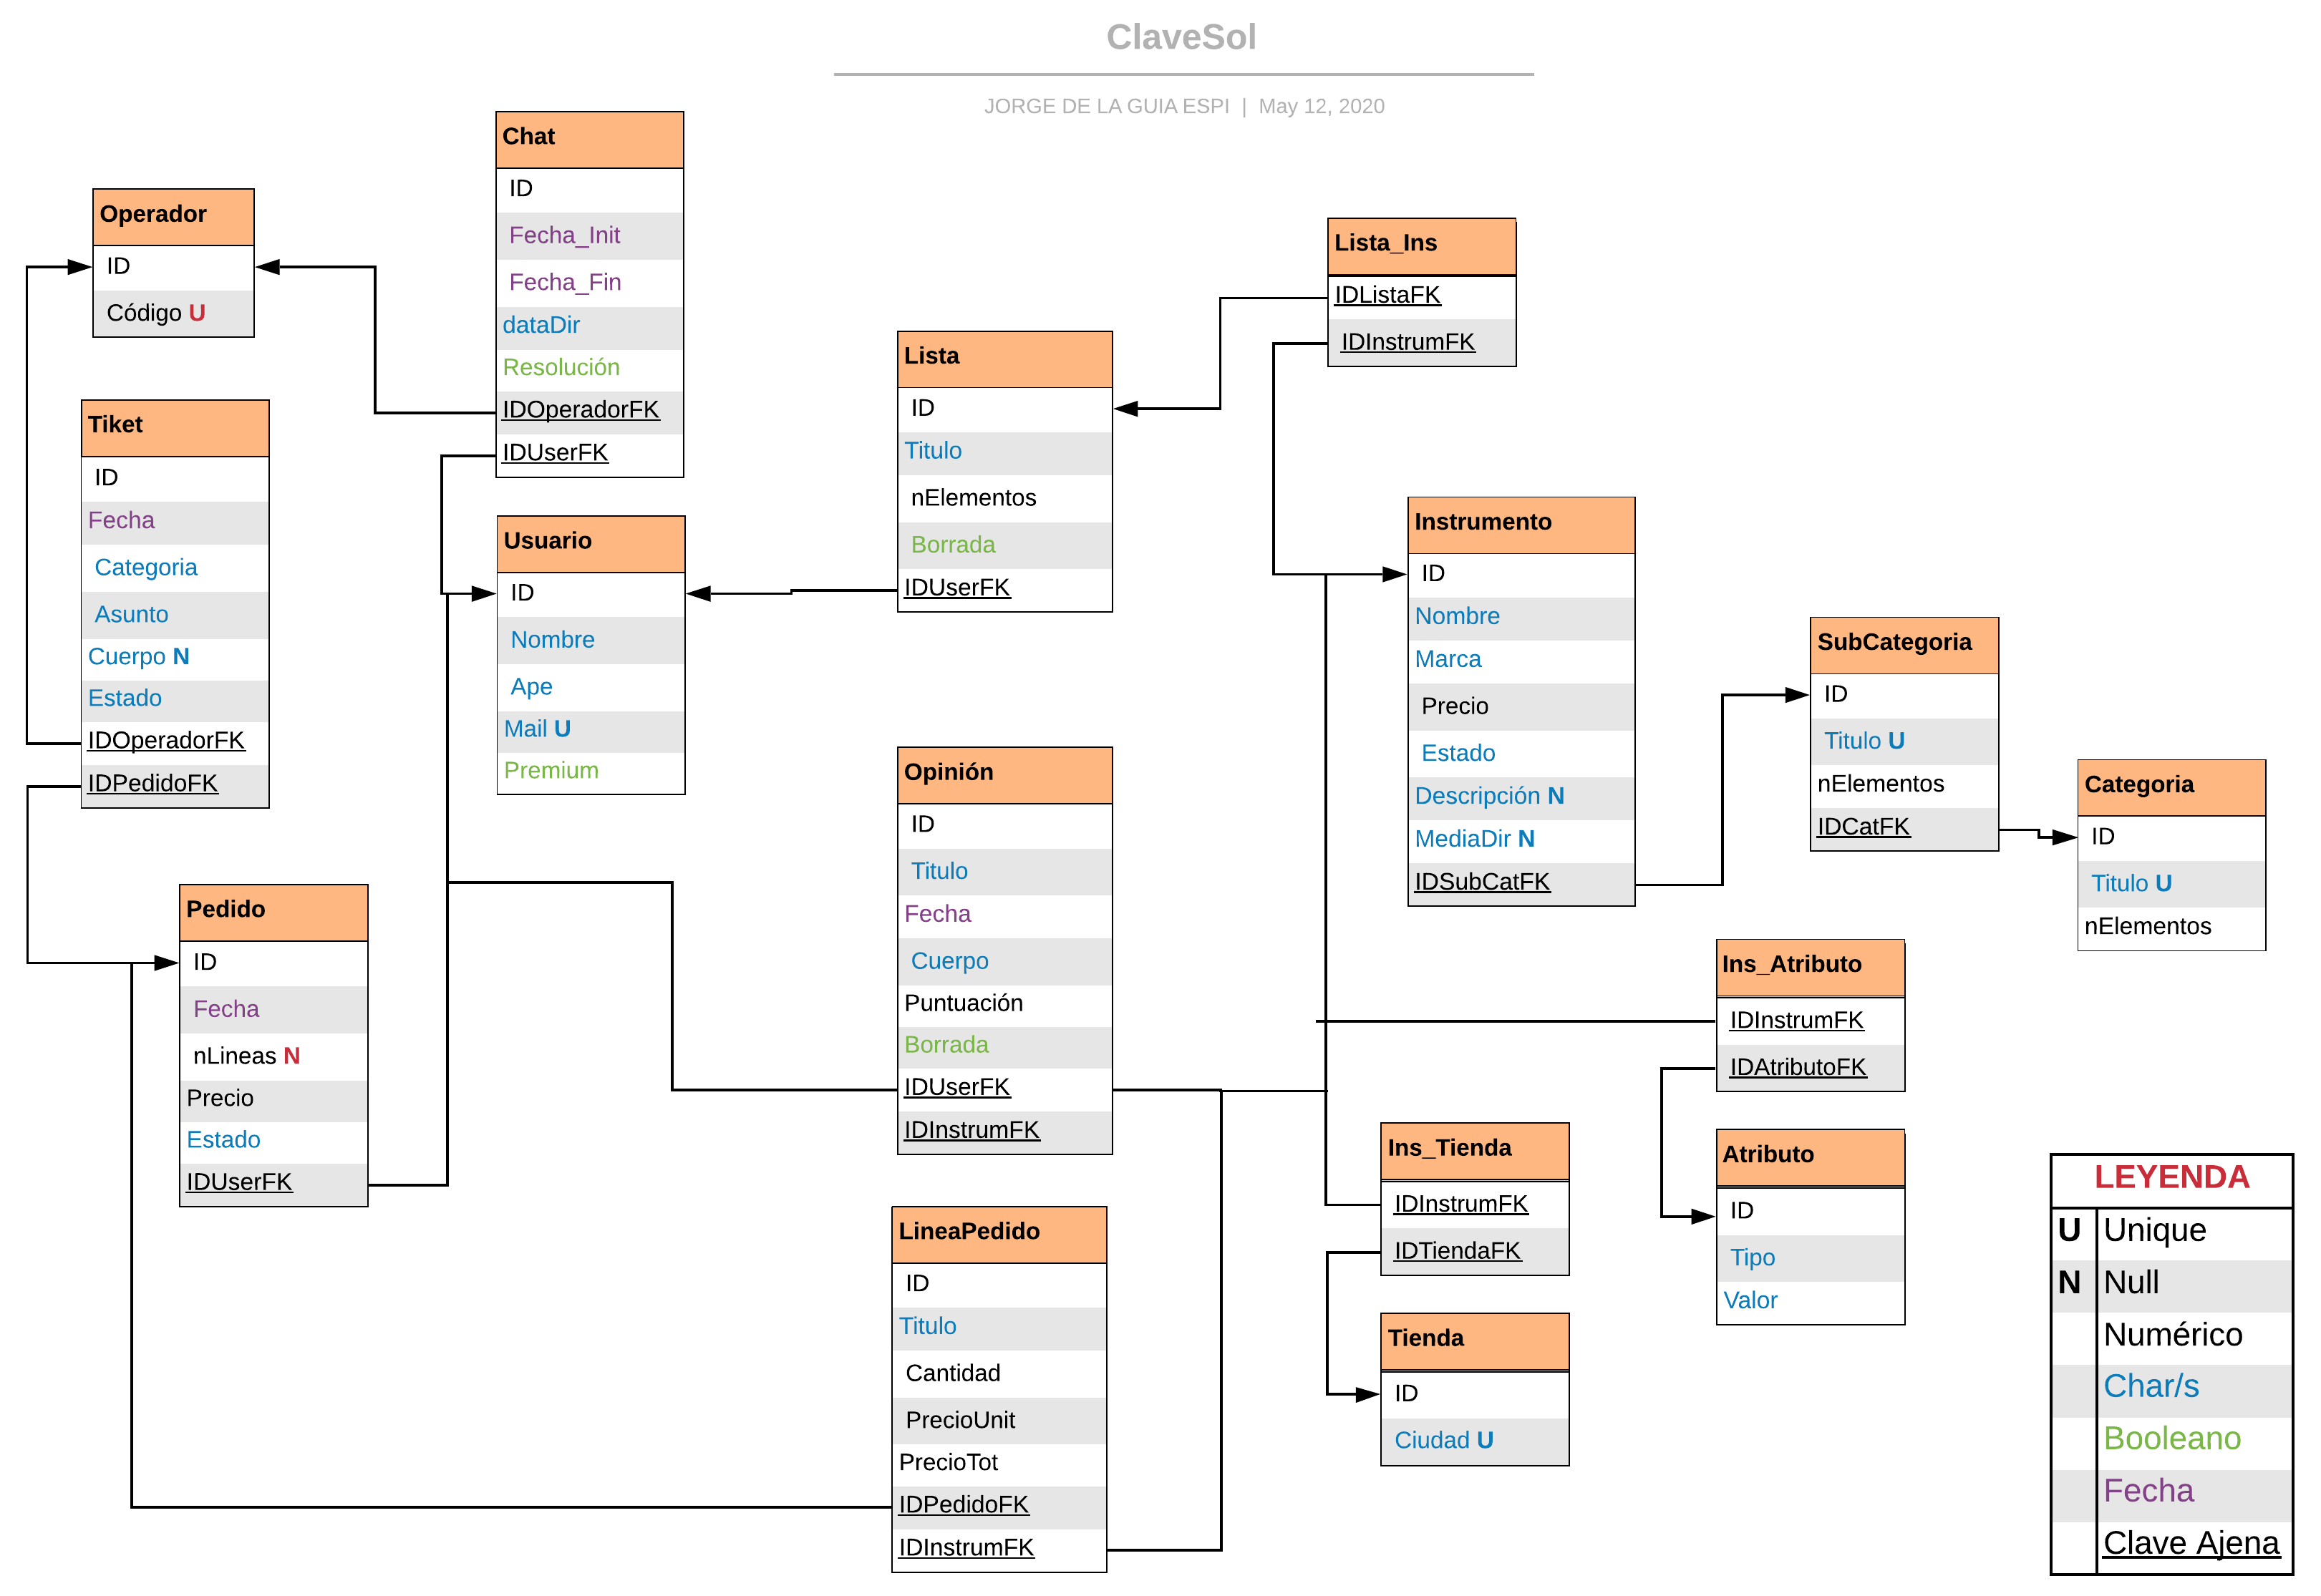 ClaveSol
JORGE DE LA GUIA ESPI | May 12, 2020
Chat
ID
Fecha_Init
Fecha_Fin
dataDir
Resolución
IDOperadorFK
IDUserFK
Operador
ID
Código U
Tiket
ID
Fecha
Categoria
Asunto
Cuerpo N
Estado
IDOperadorFK
IDPedidoFK
Usuario
ID
Nombre
Ape
Mail U
Premium
Pedido
ID
Fecha
nLineas N
Precio
Estado
IDUserFK
Lista
ID
Titulo
nElementos
Borrada
IDUserFK
Lista_Ins
IDListaFK
IDInstrumFK
Opinión
ID
Titulo
Fecha
Cuerpo
Puntuación
Borrada
IDUserFK
IDInstrumFK
LineaPedido
ID
Titulo
Cantidad
PrecioUnit
PrecioTot
IDPedidoFK
IDInstrumFK
Instrumento
ID
Nombre
Marca
Precio
Estado
Descripción N
MediaDir N
IDSubCatFK
SubCategoria
ID
Titulo U
nElementos
IDCatFK
Categoria
ID
Titulo U
nElementos
Ins_Atributo
IDInstrumFK
IDAtributoFK
Ins_Tienda
IDInstrumFK
IDTiendaFK
Atributo
ID
Tipo
Valor
Tienda
ID
Ciudad U
LEYENDA
U Unique
N Null
Numérico
Char/s
Booleano
Fecha
Clave Ajena